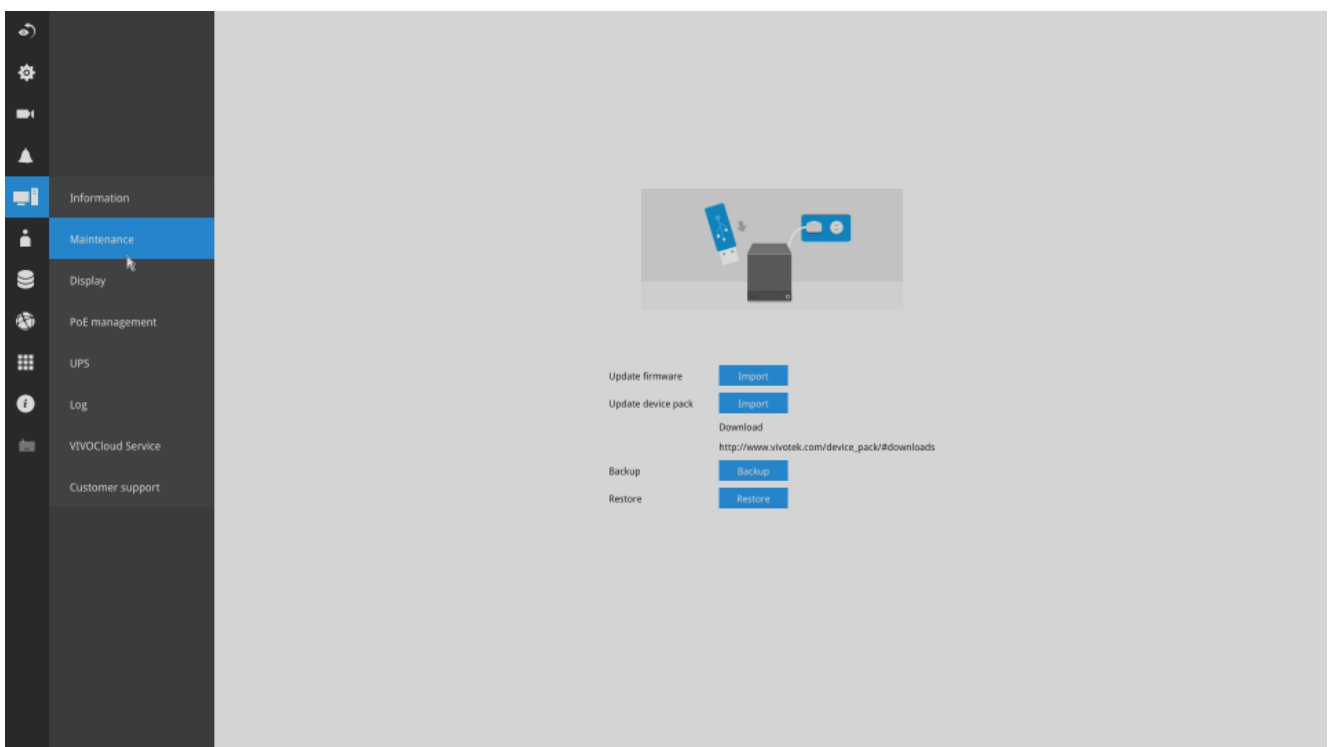 Information
Maintenance
Display
PoE management
UPS
Log
VIVOCloud Service
Customer support
Update firmware Import
Update device pack Import
Download
http://www.vivotek.com/device_pack/#downloads
Backup Backup
Restore Restore